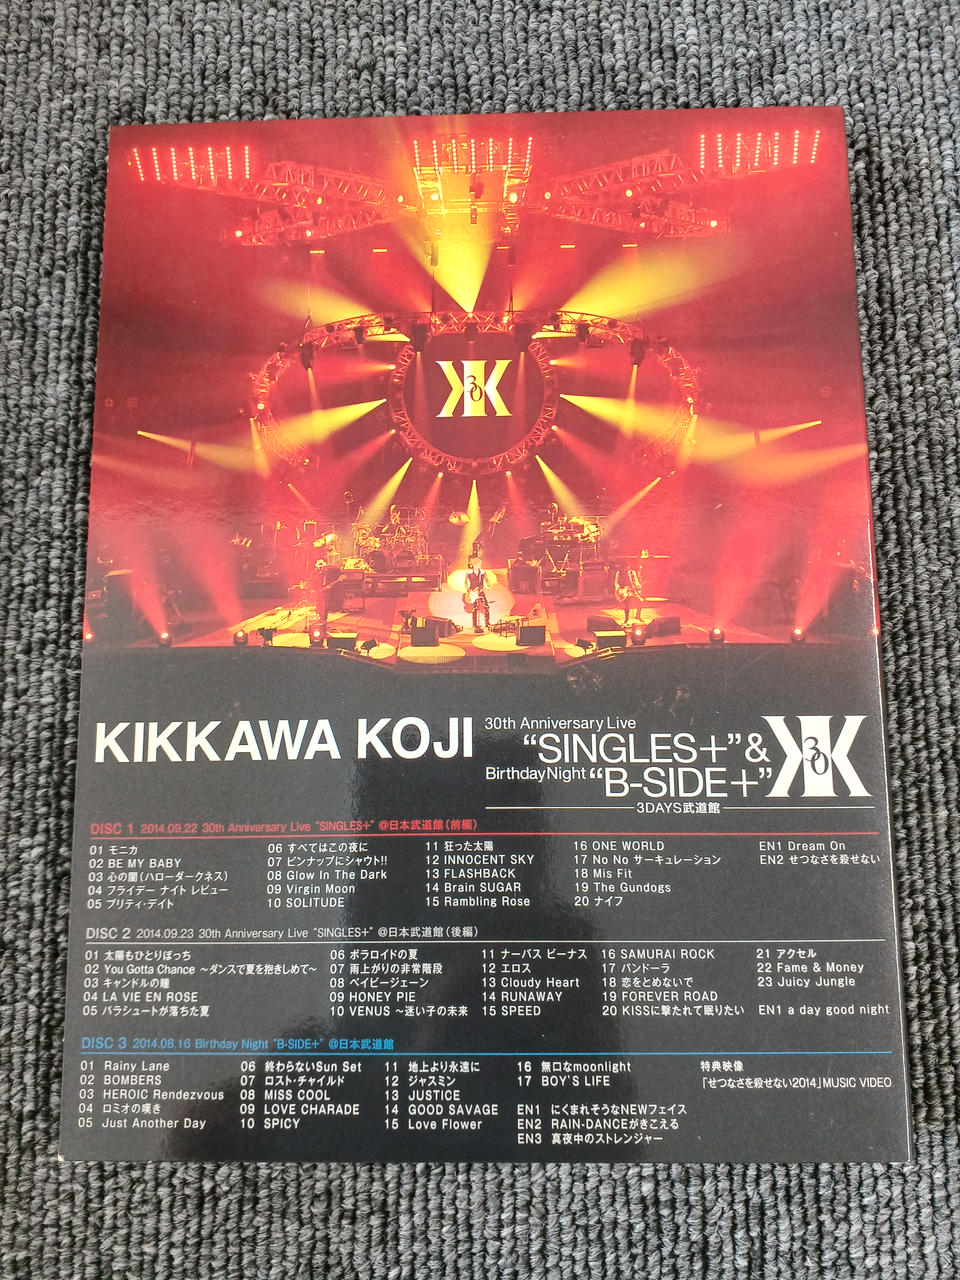 K30K
KIKKAWA KOJI
30th Anniversary Live
“SINGLES+”&
Birthday Night “B-SIDE+”
3DAYS武道館
K30K
DISC 1 2014.09.22 30th Anniversary Live “SINGLES+” @日本武道館(前編)
01 モニカ
02 BE MY BABY
03 心の闇(ハローダークネス)
04 フライデー ナイト レビュー
05 プリティ・デイト
06 すべてはこの夜に
07 ピンナップにシャウト!!
08 Glow In The Dark
09 Virgin Moon
10 SOLITUDE
11 狂った太陽
12 INNOCENT SKY
13 FLASHBACK
14 Brain SUGAR
15 Rambling Rose
16 ONE WORLD
17 No No サーキュレーション
18 Mis Fit
19 The Gundogs
20 ナイフ
EN1 Dream On
EN2 せつなさを殺せない
DISC 2 2014.09.23 30th Anniversary Live “SINGLES+” @日本武道館(後編)
01 太陽もひとりぼっち
02 You Gotta Chance ～ダンスで夏を抱きしめて～
03 キャンドルの瞳
04 LA VIE EN ROSE
05 パラシュートが落ちた夏
06 ポラロイドの夏
07 雨上がりの非常階段
08 ベイビージェーン
09 HONEY PIE
10 VENUS ～迷い子の未来
11 ナーバス ビーナス
12 エロス
13 Cloudy Heart
14 RUNAWAY
15 SPEED
16 SAMURAI ROCK
17 パンドーラ
18 恋をとめないで
19 FOREVER ROAD
20 KISSに撃たれて眠りたい
21 アクセル
22 Fame & Money
23 Juicy Jungle
EN1 a day good night
DISC 3 2014.08.16 Birthday Night “B-SIDE+” @日本武道館
01 Rainy Lane
02 BOMBERS
03 HEROIC Rendezvous
04 ロミオの嘆き
05 Just Another Day
06 終わらないSun Set
07 ロスト・チャイルド
08 MISS COOL
09 LOVE CHARADE
10 SPICY
11 地上より永遠に
12 ジャスミン
13 JUSTICE
14 GOOD SAVAGE
15 Love Flower
16 無口なmoonlight
17 BOY'S LIFE
EN1 にくまれそうなNEWフェイス
EN2 RAIN-DANCEがきこえる
EN3 真夜中のストレンジャー
特典映像
「せつなさを殺せない2014」MUSIC VIDEO